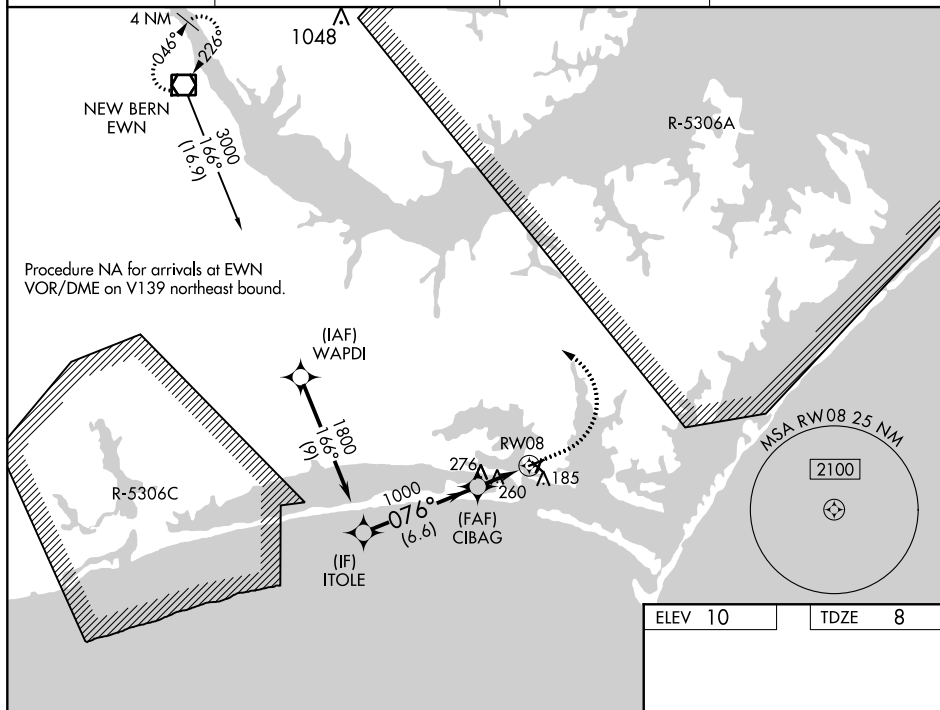 4 NM
046°
226°
1048
NEW BERN
EWN
3000
166°
(16.9)
R-5306A
Procedure NA for arrivals at EWN
VOR/DME on V139 northeast bound.
(IAF)
WAPDI
1800
166°
(9)
R-5306C
RW08
276
260
185
1000
076°
(6.6)
(FAF)
CIBAG
(IF)
ITOLE
MSA RW08 25 NM
2100
ELEV 10
TDZE 8